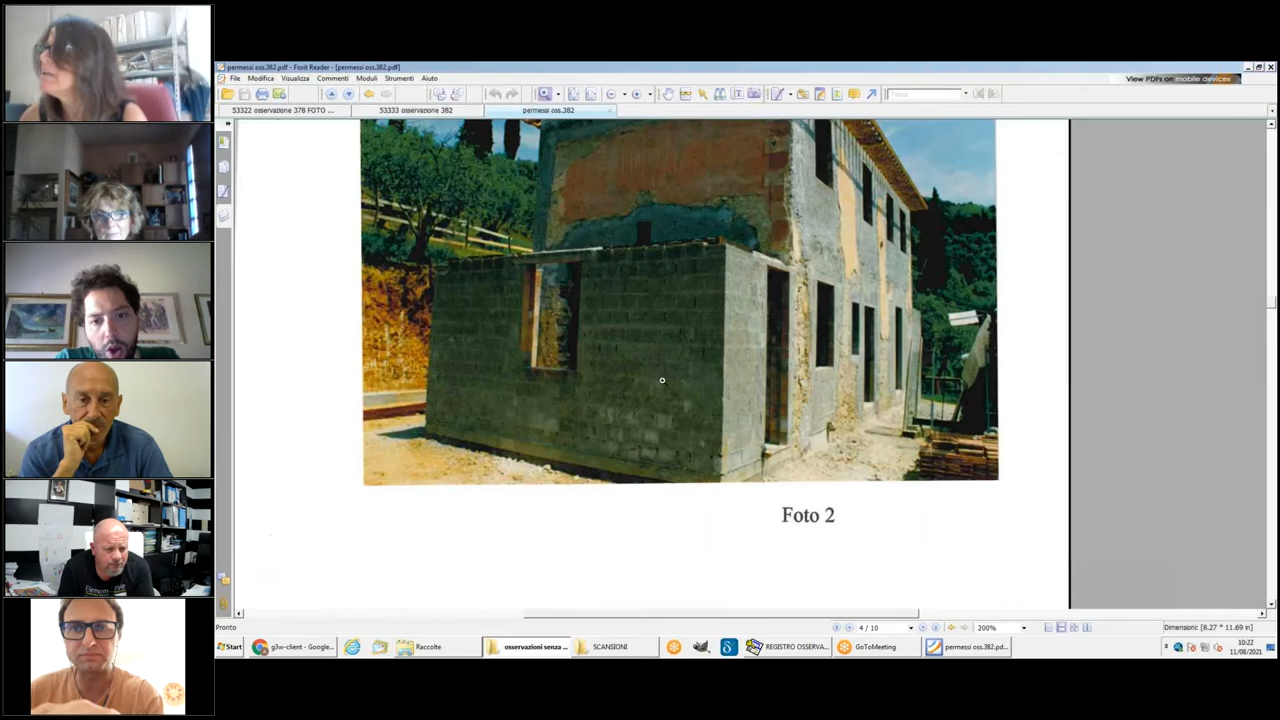 permessi oss.382.pdf - Foxit Reader - [permessi oss.382.pdf]
File Modifica Visualizza Commenti Moduli Strumenti Aiuto
View PDFs on mobile devices
53322 osservazione 378 FOTO ...
53333 osservazione 382
permessi oss.382
Foto 2
Pronto
4 / 10
200%
Dimensioni: [8.27 * 11.69 in]
Start
g3w-client - Google...
Raccolte
osservazioni senza ...
SCANSIONI
REGISTRO OSSERVA...
GoToMeeting
permessi oss.382.pd...
10:22
11/08/2021